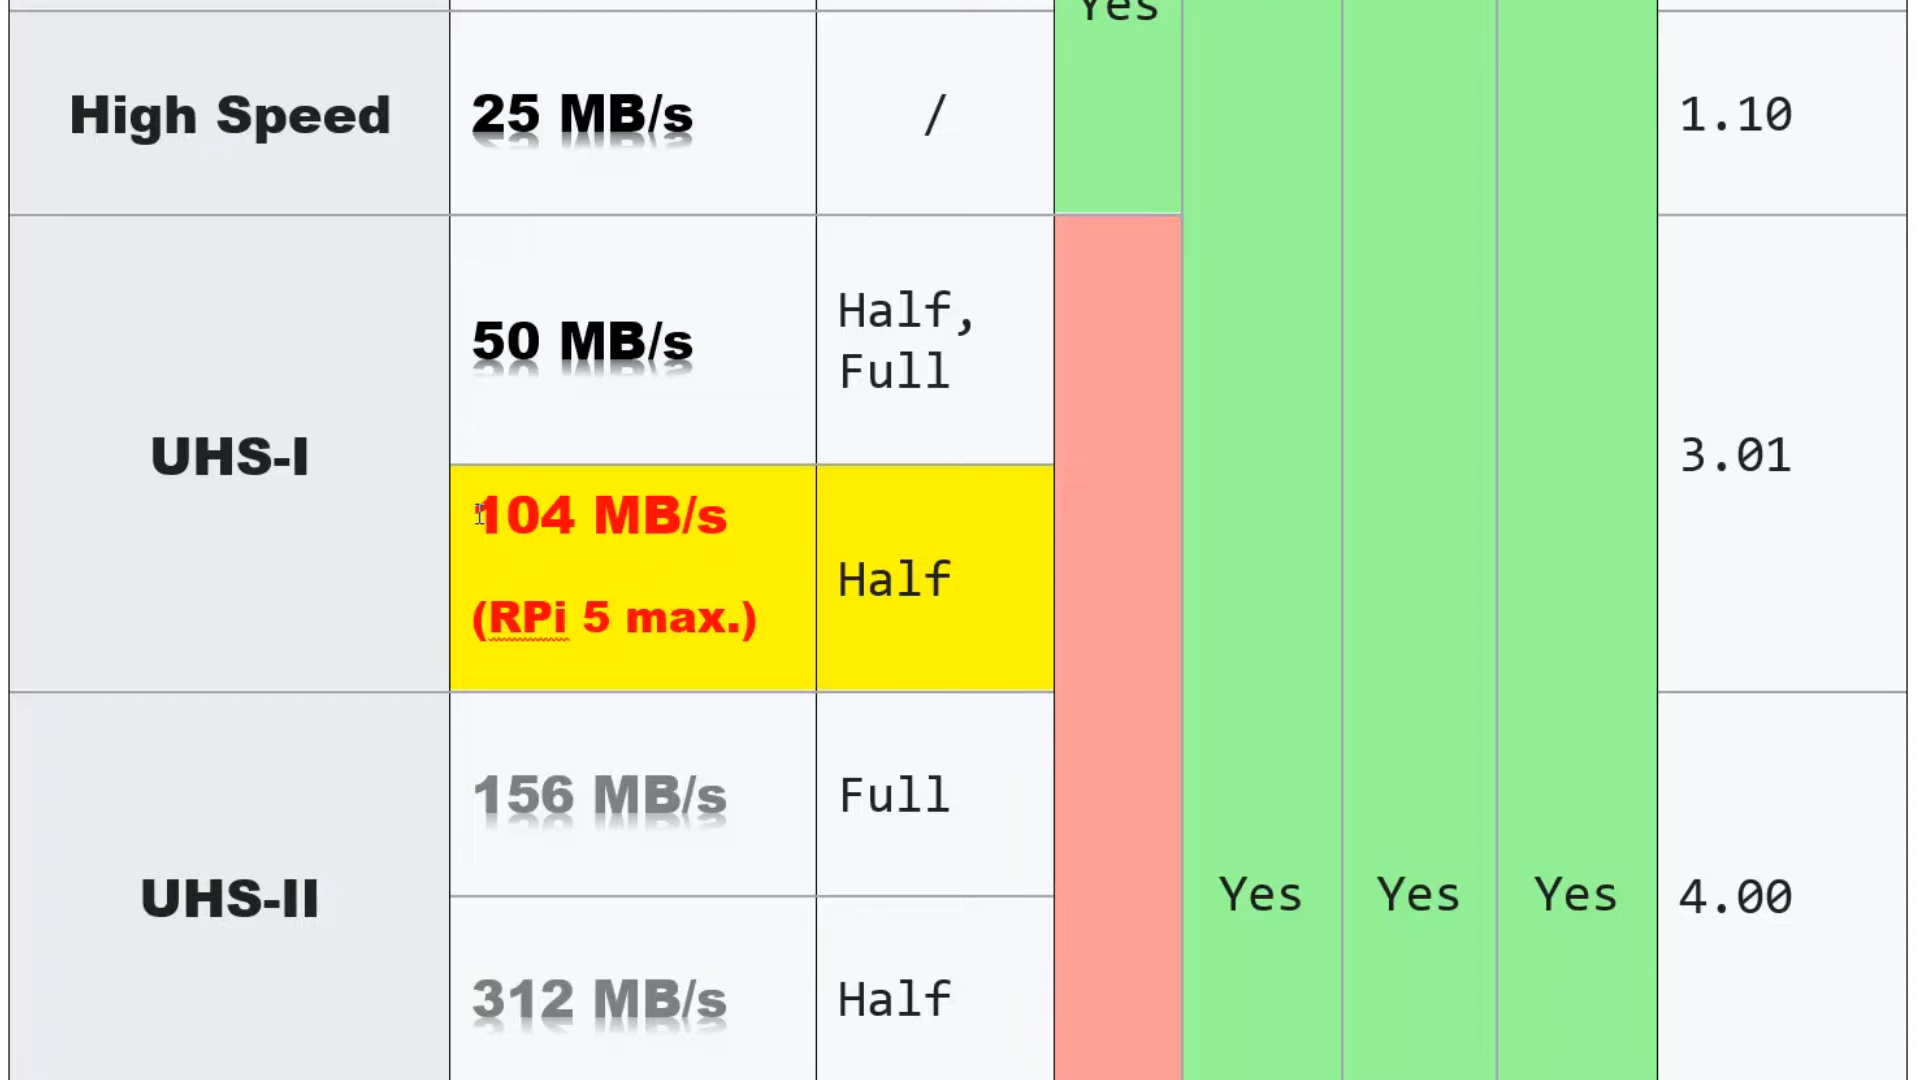 Yes
High Speed
25 MB/s
/
1.10
UHS-I
50 MB/s
Half,
Full
3.01
104 MB/s
(RPi 5 max.)
Half
UHS-II
156 MB/s
Full
Yes
Yes
Yes
4.00
312 MB/s
Half